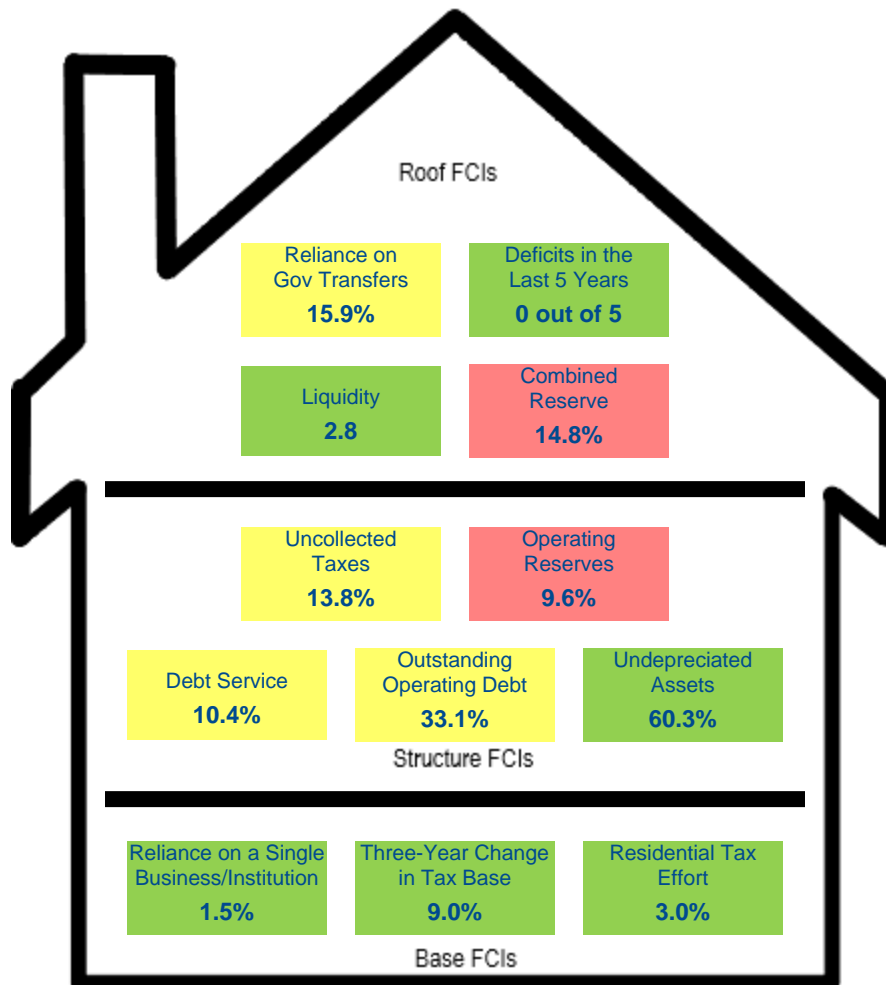 Roof FCIs
Reliance on
Gov Transfers
15.9%
Deficits in the
Last 5 Years
0 out of 5
Liquidity
2.8
Combined
Reserve
14.8%
Uncollected
Taxes
13.8%
Operating
Reserves
9.6%
Debt Service
10.4%
Outstanding
Operating Debt
33.1%
Undepreciated
Assets
60.3%
Structure FCIs
Reliance on a Single
Business/Institution
1.5%
Three-Year Change
in Tax Base
9.0%
Residential Tax
Effort
3.0%
Base FCIs